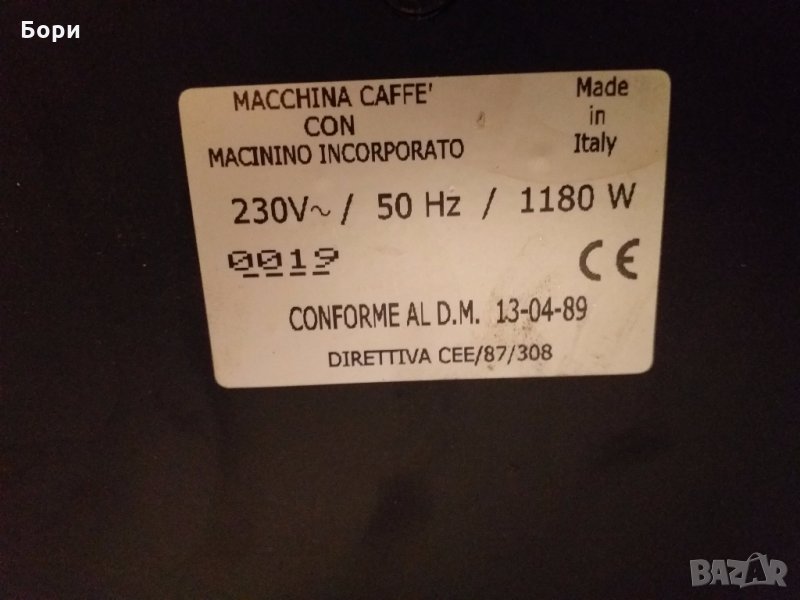 Бори
MACCHINA CAFFE'
CON
MACININO INCORPORATO
Made
in
Italy
230V~ / 50 Hz / 1180 W
0019
CE
CONFORME AL D.M. 13-04-89
DIRETTIVA CEE/87/308
BAZAR